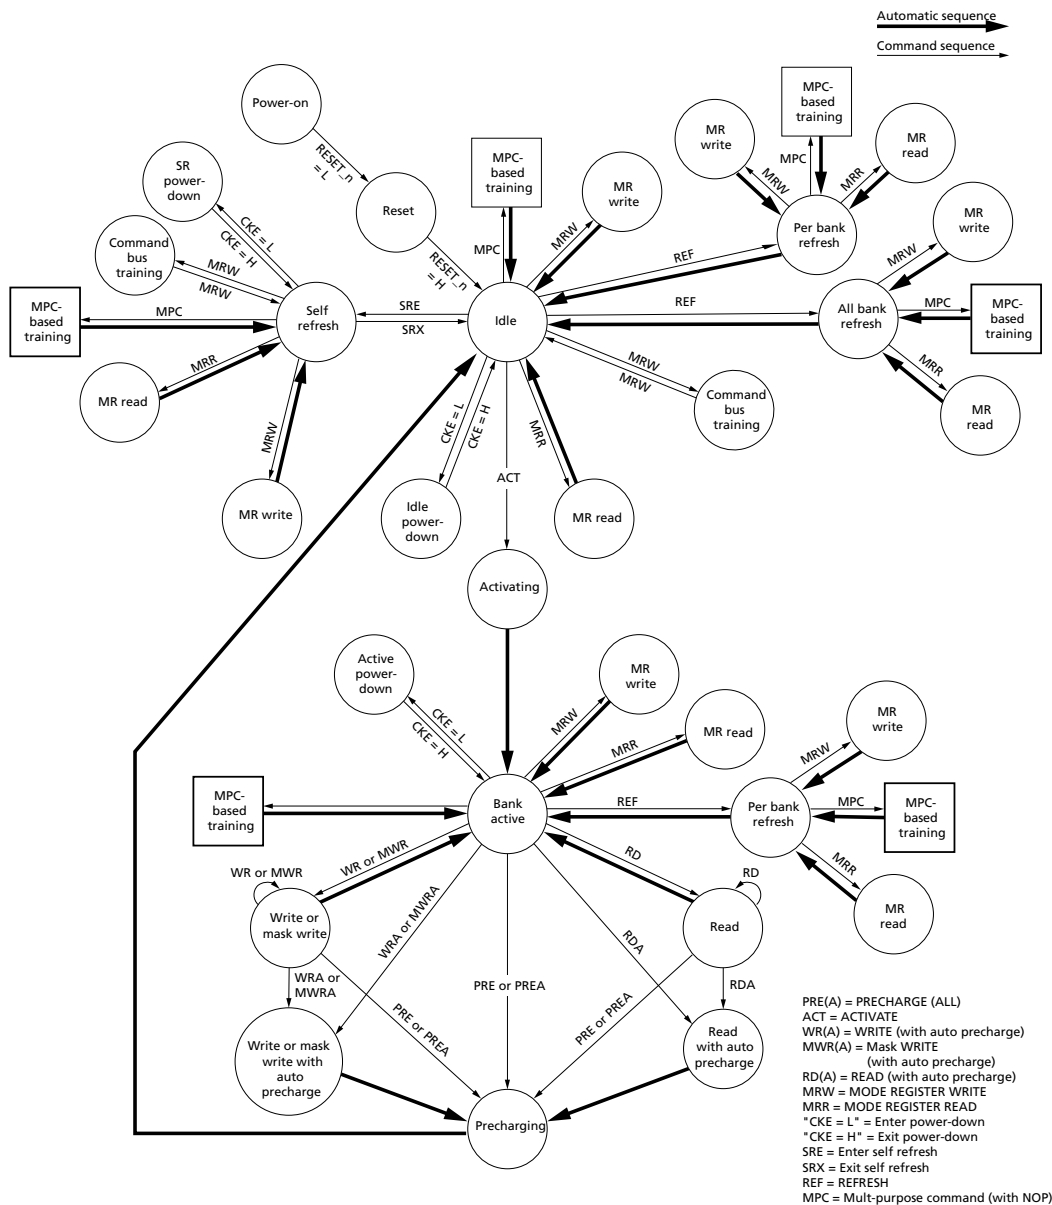 Automatic sequence
Command sequence
Power-on
RESET_n
= L
Reset
RESET_n
= H
SR
power-
down
CKE = L
CKE = H
Command
bus
training
MRW
MRW
MPC-
based
training
MPC
Self
refresh
MRR
MR read
MRW
MR write
SRE
SRX
Idle
MPC-
based
training
MPC
MR
write
MRW
MR
write
MRW
MPC-
based
training
MPC
MR
read
MRR
Per bank
refresh
REF
MR
write
MRW
REF
All bank
refresh
MPC
MPC-
based
training
MRR
MR
read
MRW
MRW
Command
bus
training
CKE = L
CKE = H
Idle
power-
down
ACT
MRR
MR read
Activating
Active
power-
down
CKE = L
CKE = H
MR
write
MRW
MR read
MRR
MPC-
based
training
Bank
active
REF
Per bank
refresh
MR
write
MRW
MPC
MPC-
based
training
MRR
MR
read
WR or MWR
WR or MWR
Write or
mask write
WRA or MWRA
WRA or
MWRA
PRE or PREA
Write or mask
write with
auto
precharge
PRE or PREA
RD
RD
Read
RDA
RDA
PRE or PREA
Read
with auto
precharge
Precharging
PRE(A) = PRECHARGE (ALL)
ACT = ACTIVATE
WR(A) = WRITE (with auto precharge)
MWR(A) = Mask WRITE
(with auto precharge)
RD(A) = READ (with auto precharge)
MRW = MODE REGISTER WRITE
MRR = MODE REGISTER READ
"CKE = L" = Enter power-down
"CKE = H" = Exit power-down
SRE = Enter self refresh
SRX = Exit self refresh
REF = REFRESH
MPC = Mult-purpose command (with NOP)